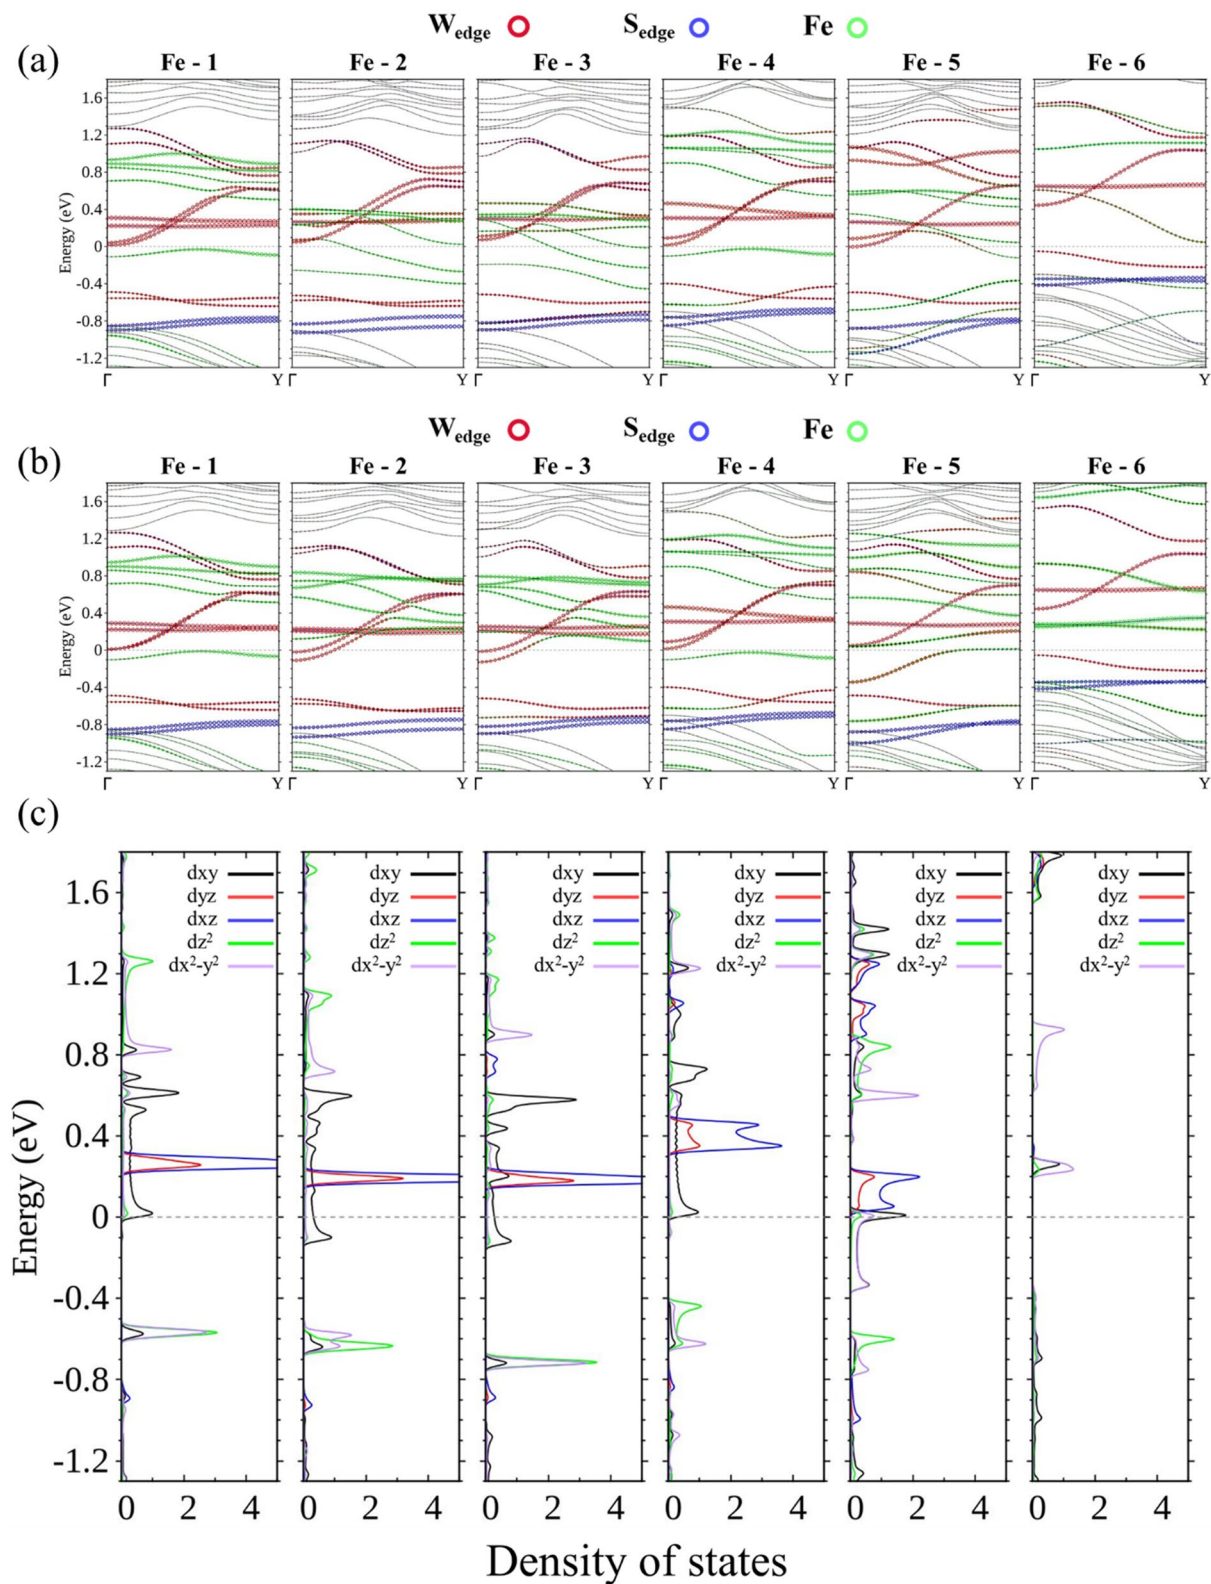 W_edge S_edge Fe
(a)
Fe - 1 Fe - 2 Fe - 3 Fe - 4 Fe - 5 Fe - 6
Energy (eV)
1.6
1.2
0.8
0.4
0
-0.4
-0.8
-1.2
Γ Y Γ Y Γ Y Γ Y Γ Y Γ Y
W_edge S_edge Fe
(b)
Fe - 1 Fe - 2 Fe - 3 Fe - 4 Fe - 5 Fe - 6
Energy (eV)
1.6
1.2
0.8
0.4
0
-0.4
-0.8
-1.2
Γ Y Γ Y Γ Y Γ Y Γ Y Γ Y
(c)
dxy dxy dxy dxy dxy dxy
dyz dyz dyz dyz dyz dyz
dxz dxz dxz dxz dxz dxz
dz² dz² dz² dz² dz² dz²
dx²-y² dx²-y² dx²-y² dx²-y² dx²-y² dx²-y²
Energy (eV)
1.6
1.2
0.8
0.4
0
-0.4
-0.8
-1.2
0 2 4 0 2 4 0 2 4 0 2 4 0 2 4 0 2 4
Density of states